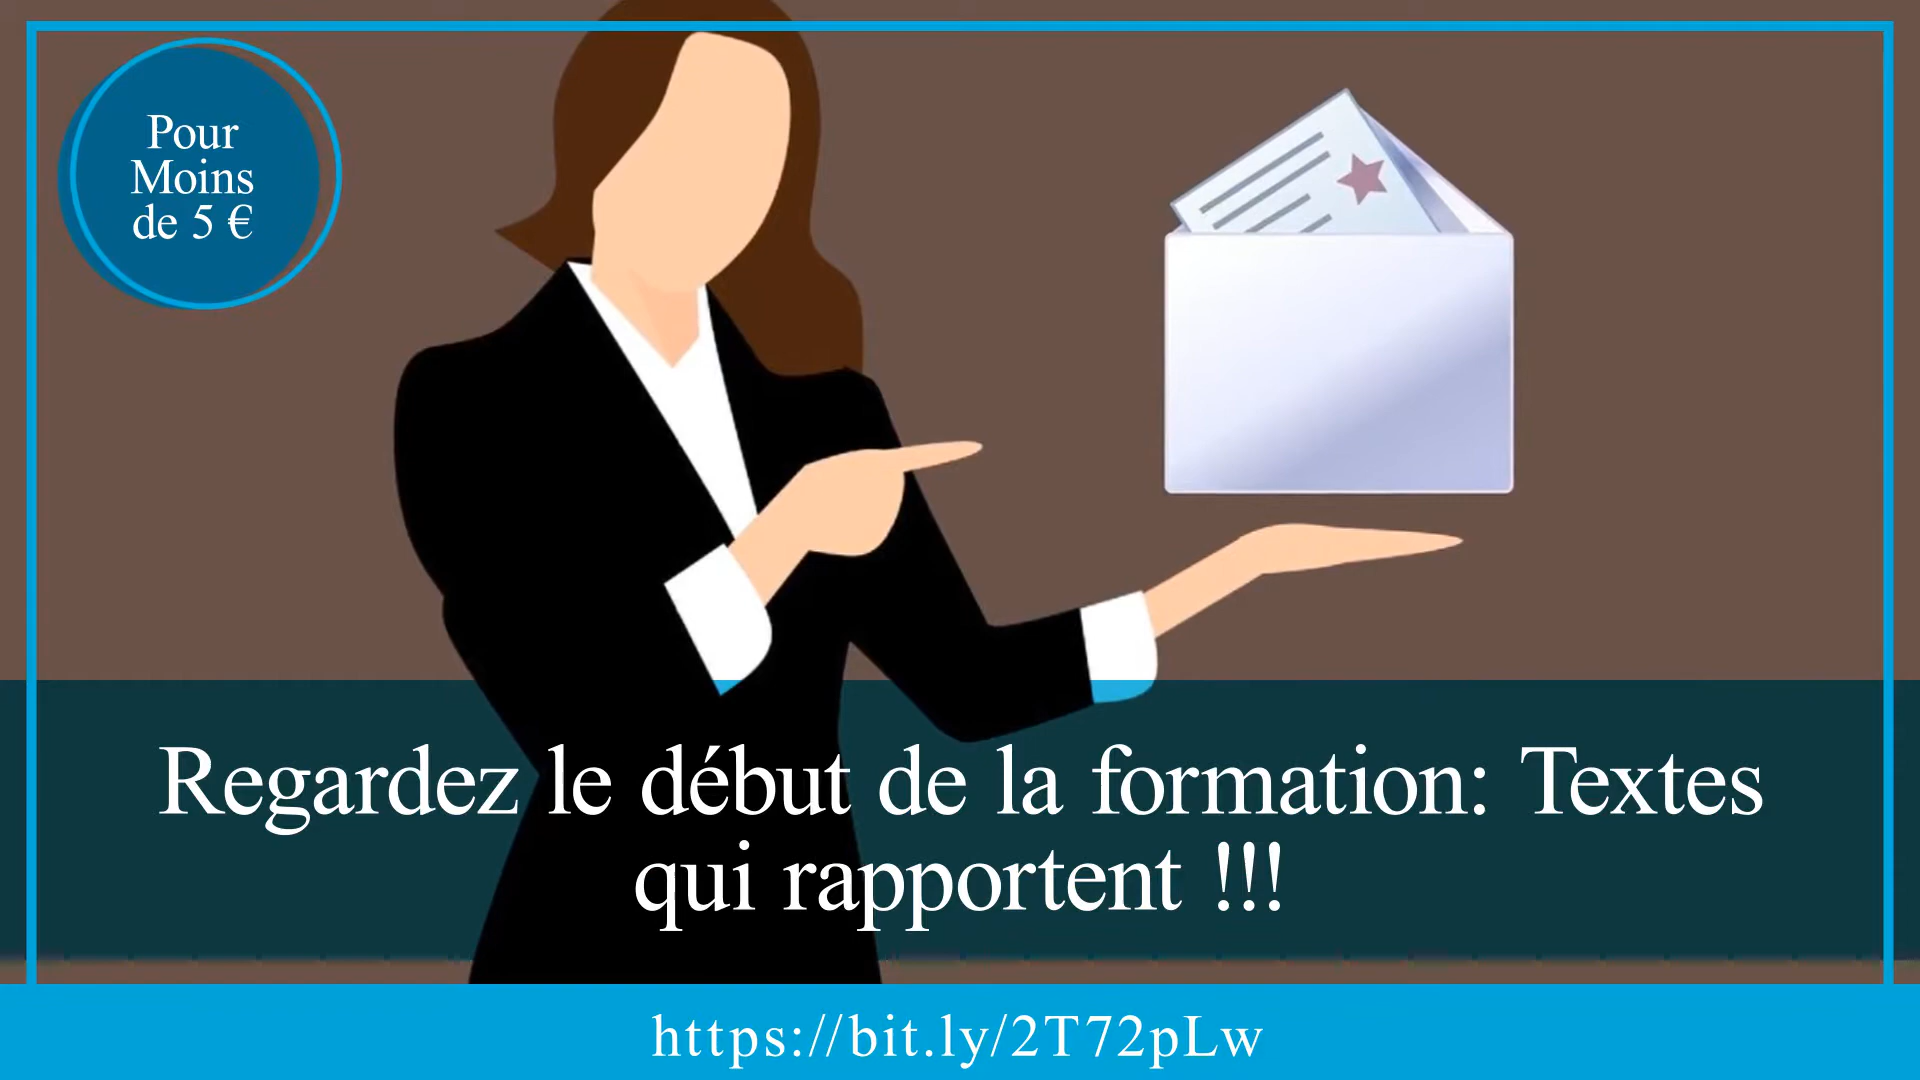 Pour
Moins
de 5 €
Regardez le début de la formation: Textes
qui rapportent !!!
https://bit.ly/2T72pLw